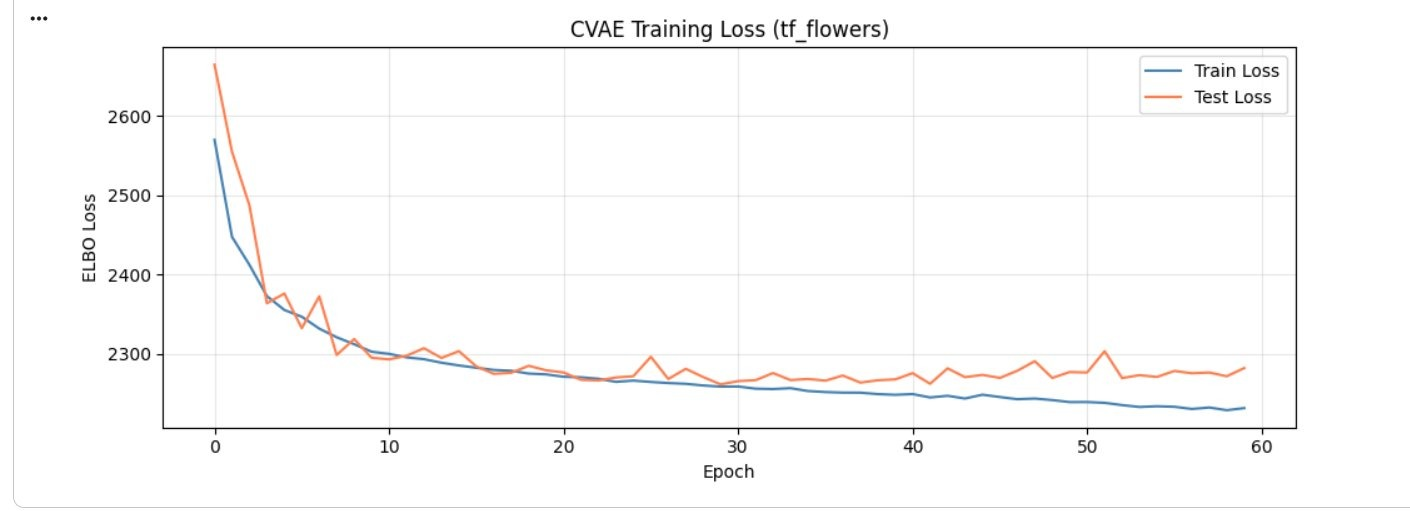 ...
CVAE Training Loss (tf_flowers)
Train Loss
Test Loss
ELBO Loss
2600
2500
2400
2300
0 10 20 30 40 50 60
Epoch